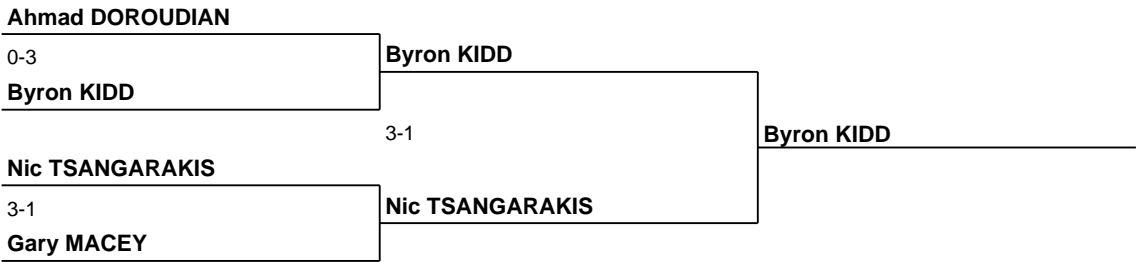 Ahmad DOROUDIAN
0-3
Byron KIDD
Byron KIDD
3-1
Byron KIDD
Nic TSANGARAKIS
3-1
Nic TSANGARAKIS
Gary MACEY